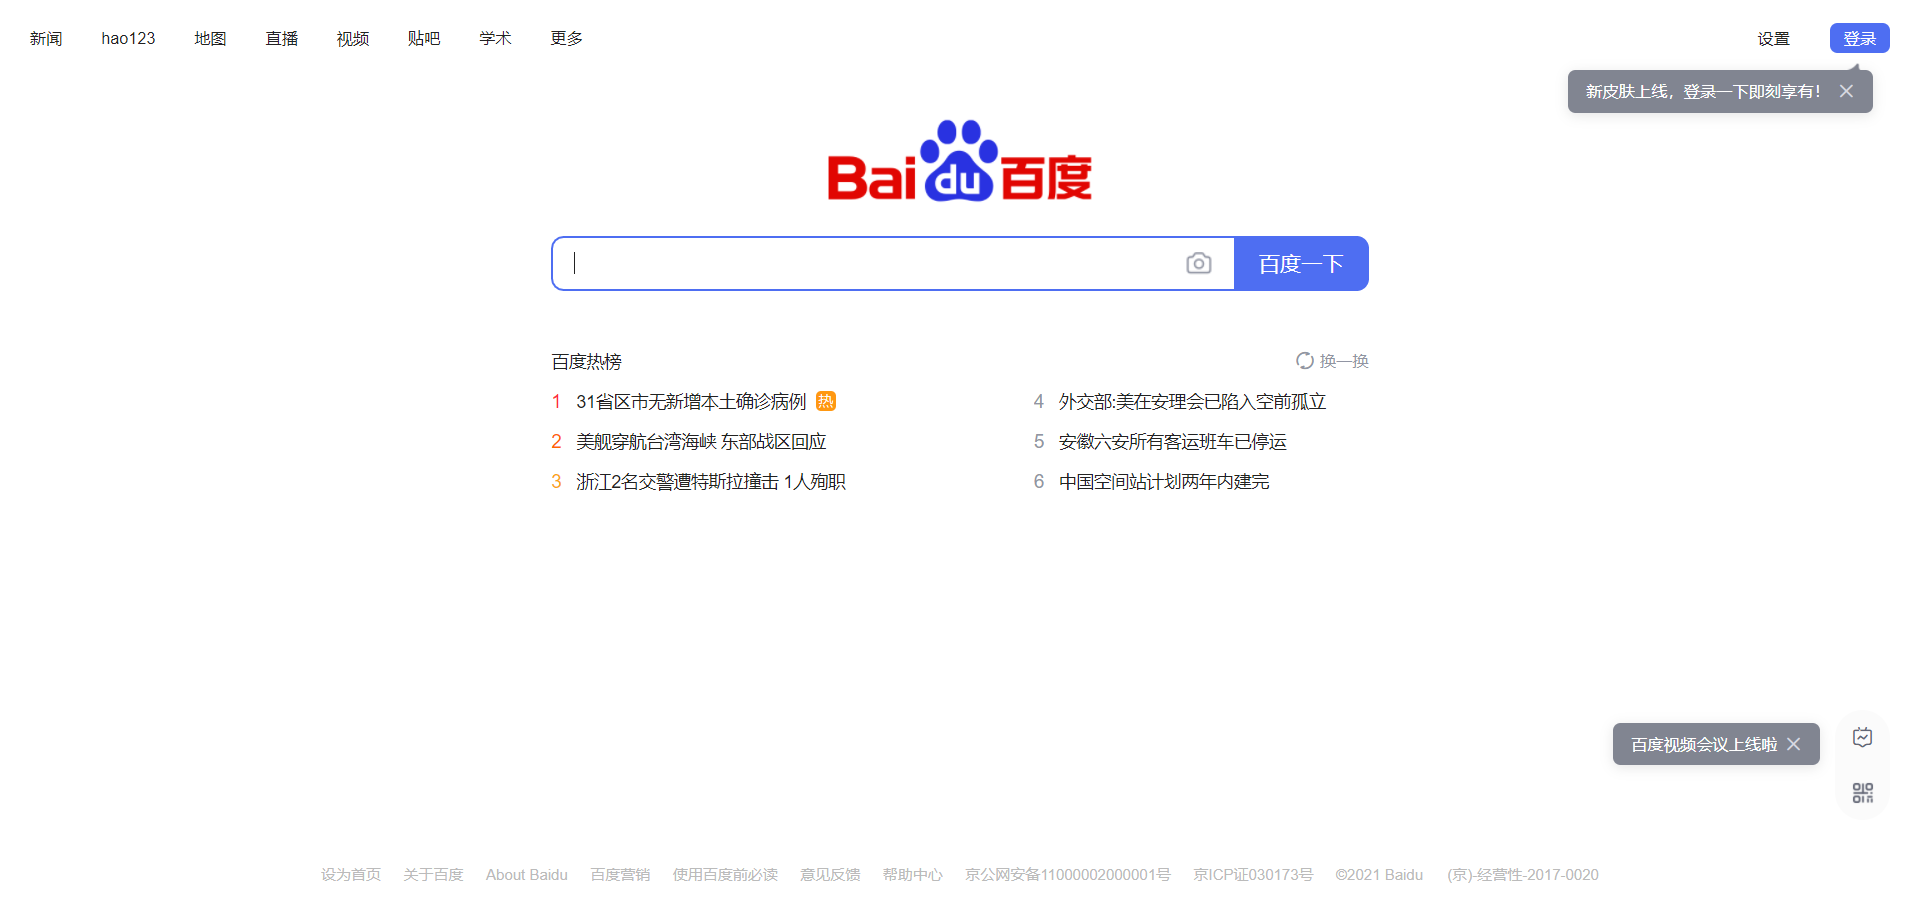 新闻 hao123 地图 直播 视频 贴吧 学术 更多 设置 登录
新皮肤上线，登录一下即刻享有！
Bai du 百度
百度一下
百度热榜 换一换
1 31省区市无新增本土确诊病例 热
2 美舰穿航台湾海峡 东部战区回应
3 浙江2名交警遭特斯拉撞击 1人殉职
4 外交部:美在安理会已陷入空前孤立
5 安徽六安所有客运班车已停运
6 中国空间站计划两年内建完
百度视频会议上线啦
设为首页 关于百度 About Baidu 百度营销 使用百度前必读 意见反馈 帮助中心 京公网安备11000002000001号 京ICP证030173号 ©2021 Baidu (京)-经营性-2017-0020